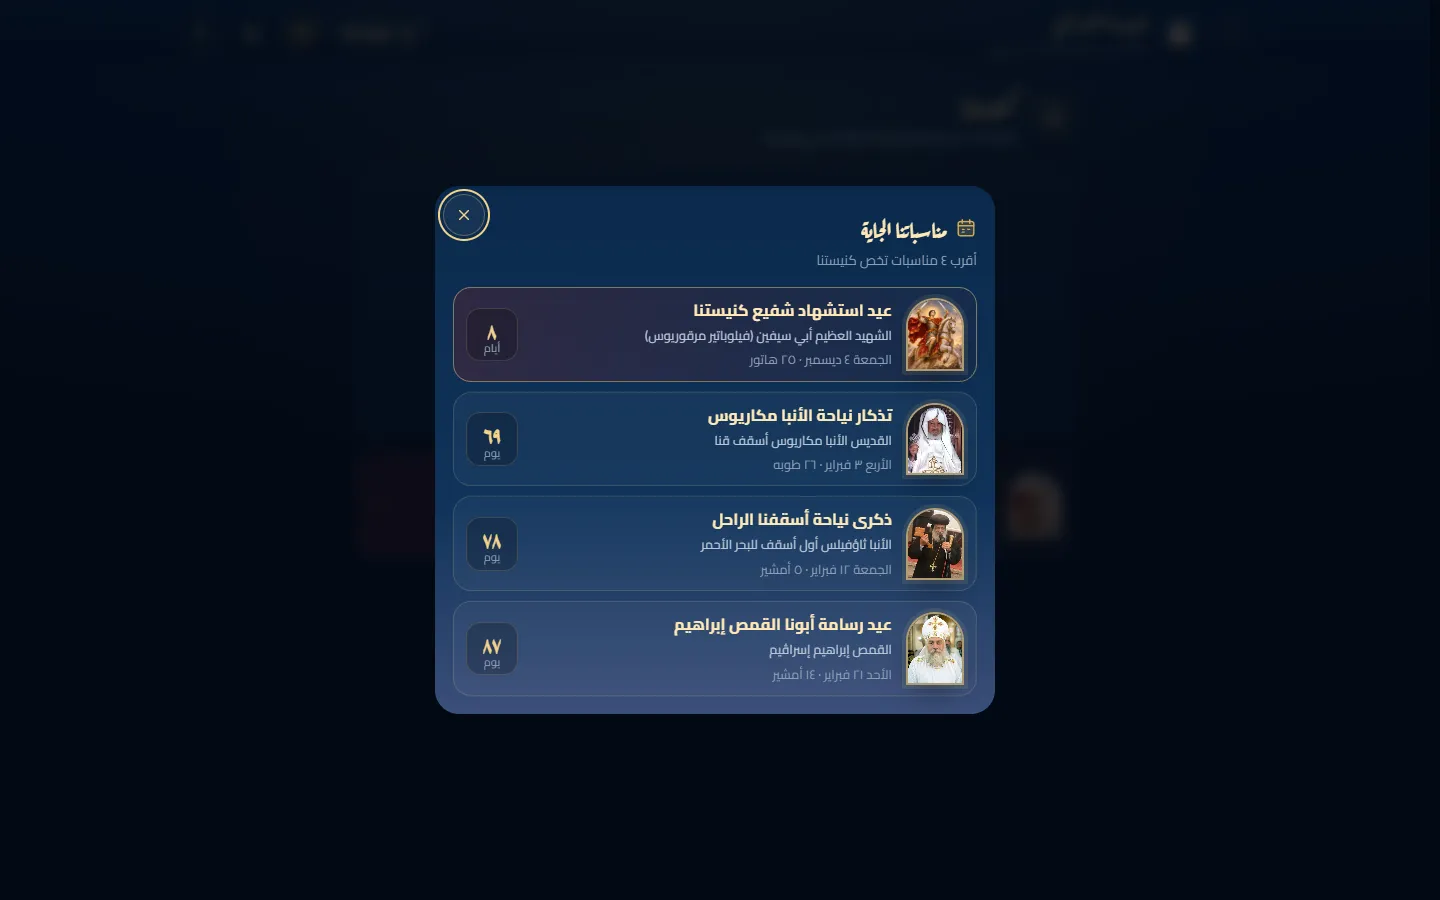 مناسباتنا الجاية
أقرب ٤ مناسبات تخص كنيستنا
عيد استشهاد شفيع كنيستنا
الشهيد العظيم أبي سيفين (فيلوباتير مرقوريوس)
الجمعة ٤ ديسمبر · ٢٥ هاتور
٨
أيام
تذكار نياحة الأنبا مكاريوس
القديس الأنبا مكاريوس أسقف قنا
الأربع ٣ فبراير · ٢٦ طوبه
٦٩
يوم
ذكرى نياحة أسقفنا الراحل
الأنبا ثاؤفيلس أول أسقف للبحر الأحمر
الجمعة ١٢ فبراير · ٥ أمشير
٧٨
يوم
عيد رسامة أبونا القمص إبراهيم
القمص إبراهيم إسرافيم
الأحد ٢١ فبراير · ١٤ أمشير
٨٧
يوم